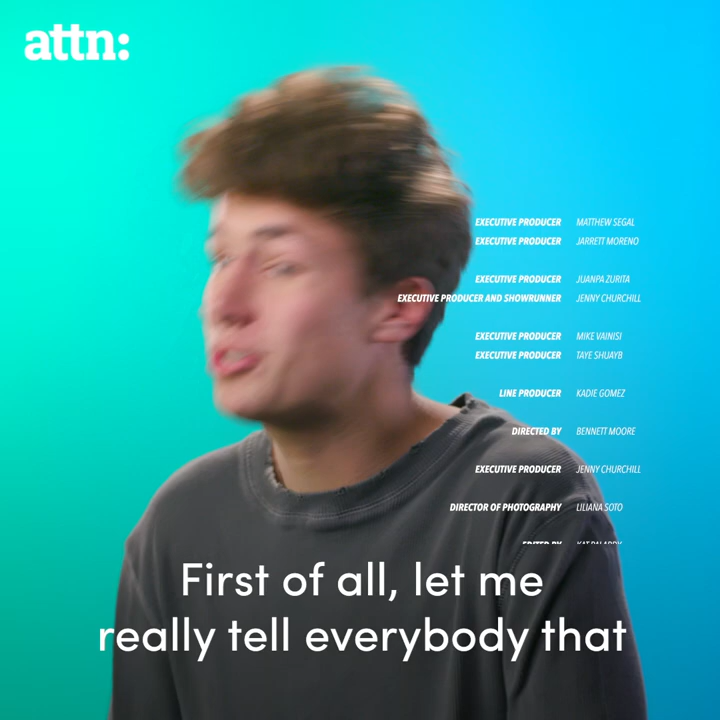 attn:
EXECUTIVE PRODUCER MATTHEW SEGAL
EXECUTIVE PRODUCER JARRETT MORENO
EXECUTIVE PRODUCER JUANPA ZURITA
EXECUTIVE PRODUCER AND SHOWRUNNER JENNY CHURCHILL
EXECUTIVE PRODUCER MIKE VAINISI
EXECUTIVE PRODUCER TAYE SHUAYB
LINE PRODUCER KADIE GOMEZ
DIRECTED BY BENNETT MOORE
EXECUTIVE PRODUCER JENNY CHURCHILL
DIRECTOR OF PHOTOGRAPHY LILIANA SOTO
EDITED BY
First of all, let me
really tell everybody that